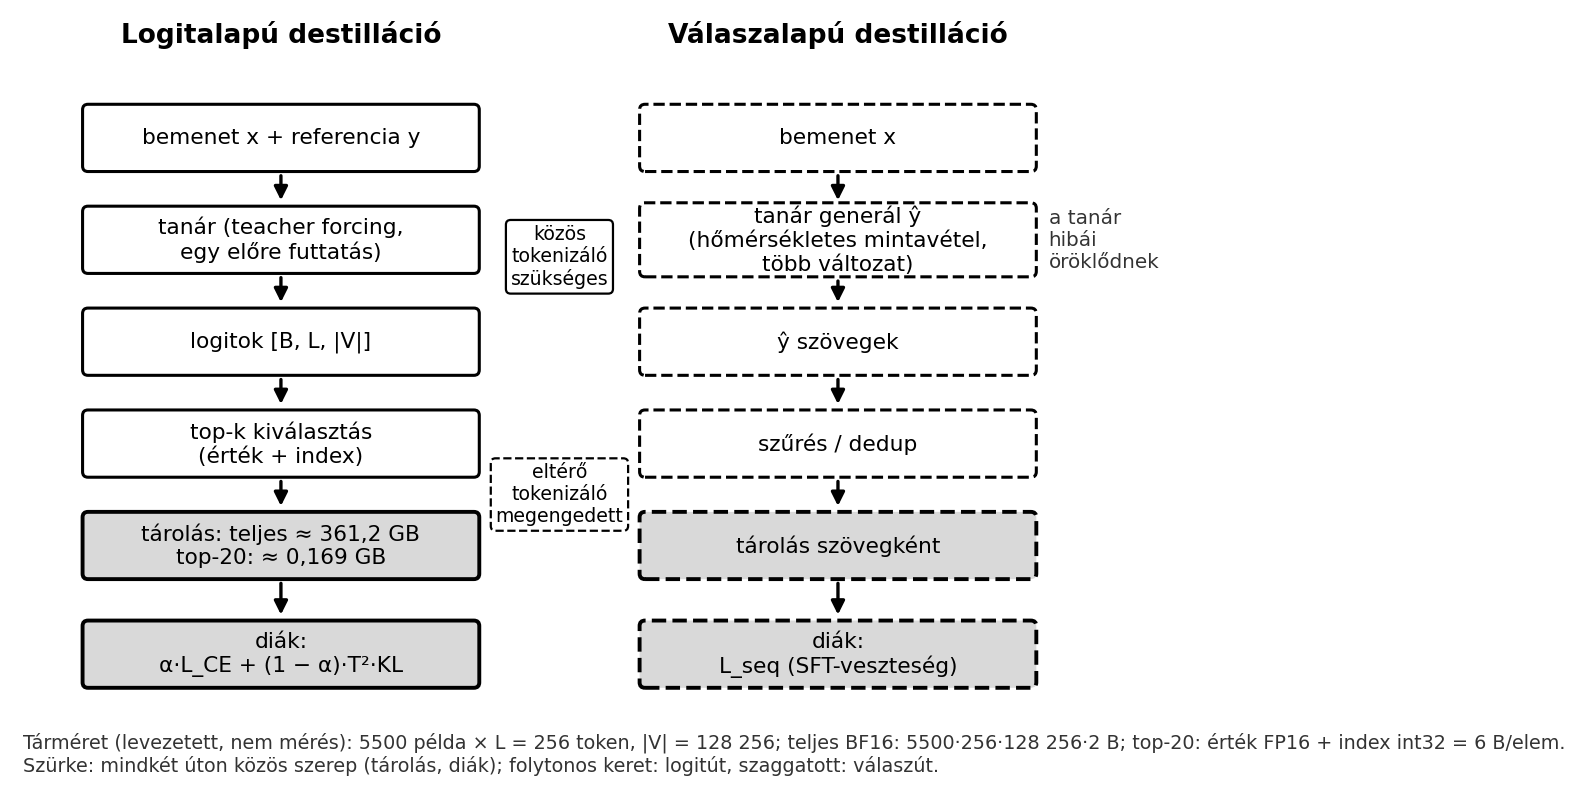 Logitalapú destilláció
Válaszalapú destilláció
bemenet x + referencia y
bemenet x
tanár (teacher forcing,
egy előre futtatás)
közös
tokenizáló
szükséges
tanár generál ŷ
(hőmérsékletes mintavétel,
több változat)
a tanár
hibái
öröklődnek
logitok [B, L, |V|]
ŷ szövegek
top-k kiválasztás
(érték + index)
szűrés / dedup
eltérő
tokenizáló
megengedett
tárolás: teljes ≈ 361,2 GB
top-20: ≈ 0,169 GB
tárolás szövegként
diák:
α·L_CE + (1 − α)·T²·KL
diák:
L_seq (SFT-veszteség)
Tárméret (levezetett, nem mérés): 5500 példa × L = 256 token, |V| = 128 256; teljes BF16: 5500·256·128 256·2 B; top-20: érték FP16 + index int32 = 6 B/elem.
Szürke: mindkét úton közös szerep (tárolás, diák); folytonos keret: logitút, szaggatott: válaszút.